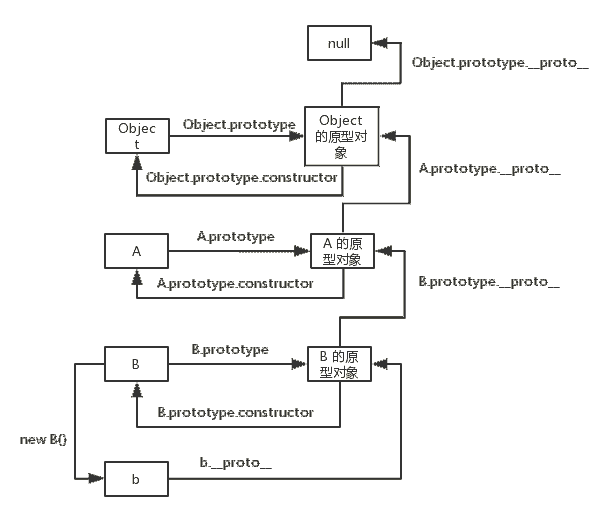 null
Object.prototype.__proto__
Object.prototype
Objec
t
Object
的原型对
象
Object.prototype.constructor
A.prototype.__proto__
A.prototype
A
A 的原
型对象
A.prototype.constructor
B.prototype.__proto__
B.prototype
B
B 的原
型对象
B.prototype.constructor
new B()
b.__proto__
b